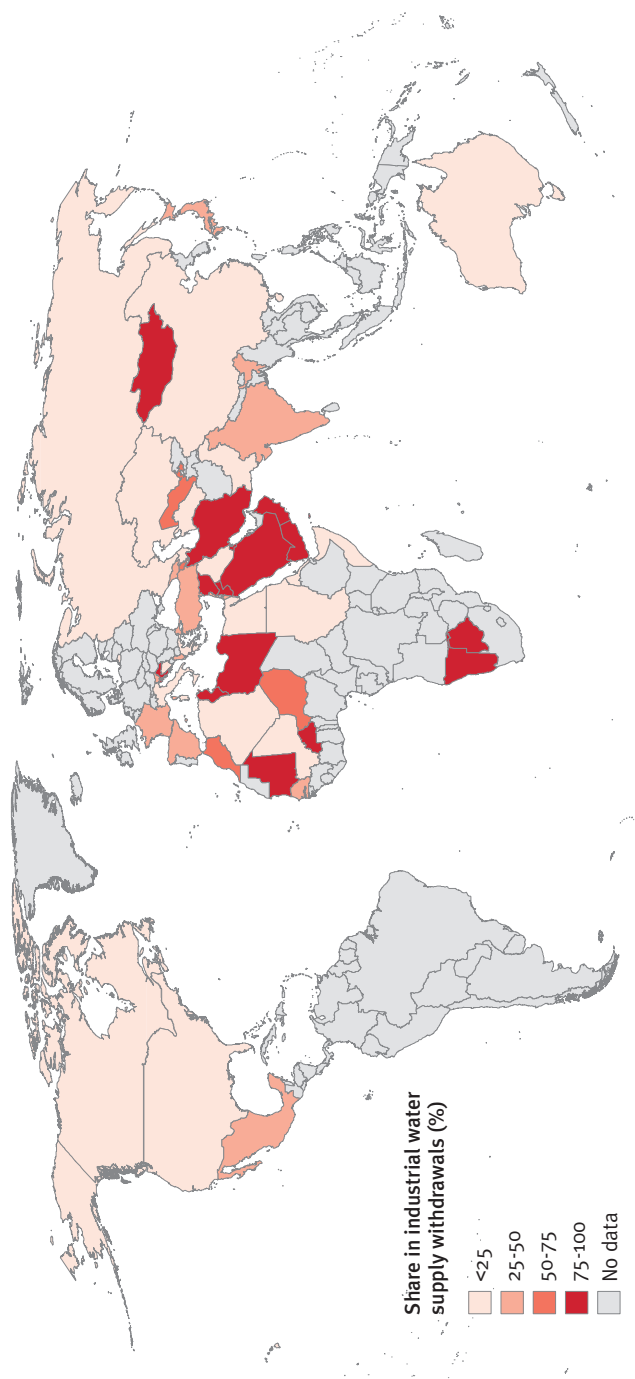 Share in industrial water
supply withdrawals (%)
<25
25-50
50-75
75-100
No data